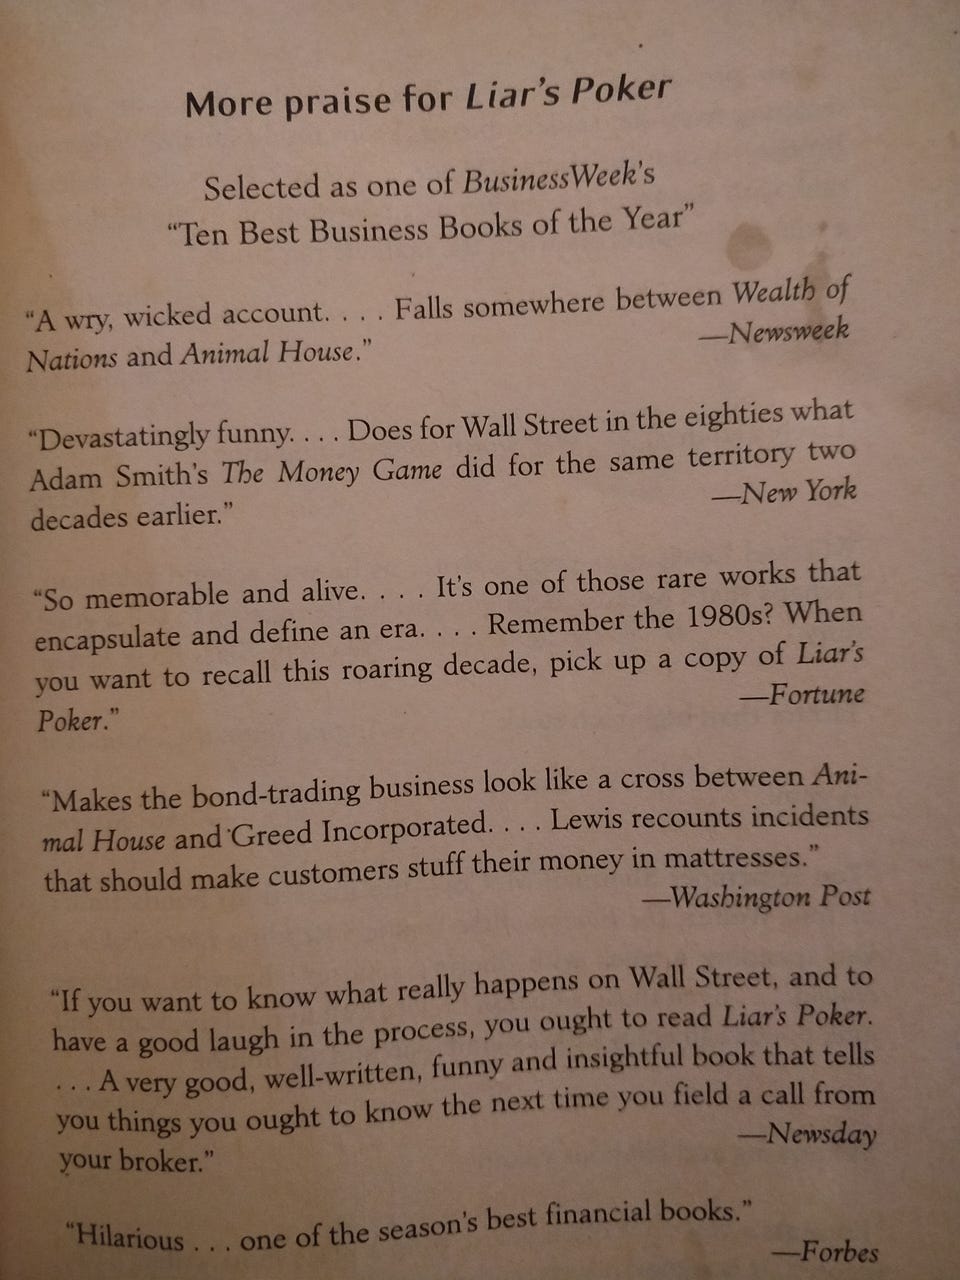 More praise for Liar's Poker
Selected as one of BusinessWeek's
“Ten Best Business Books of the Year”
“A wry, wicked account. . . . Falls somewhere between Wealth of
Nations and Animal House.”
—Newsweek
“Devastatingly funny. . . . Does for Wall Street in the eighties what
Adam Smith's The Money Game did for the same territory two
decades earlier.”
—New York
“So memorable and alive. . . . It's one of those rare works that
encapsulate and define an era. . . . Remember the 1980s? When
you want to recall this roaring decade, pick up a copy of Liar's
Poker.”
—Fortune
“Makes the bond-trading business look like a cross between Ani-
mal House and Greed Incorporated. . . . Lewis recounts incidents
that should make customers stuff their money in mattresses.”
—Washington Post
“If you want to know what really happens on Wall Street, and to
have a good laugh in the process, you ought to read Liar's Poker.
. . . A very good, well-written, funny and insightful book that tells
you things you ought to know the next time you field a call from
your broker.”
—Newsday
“Hilarious . . . one of the season's best financial books.”
—Forbes